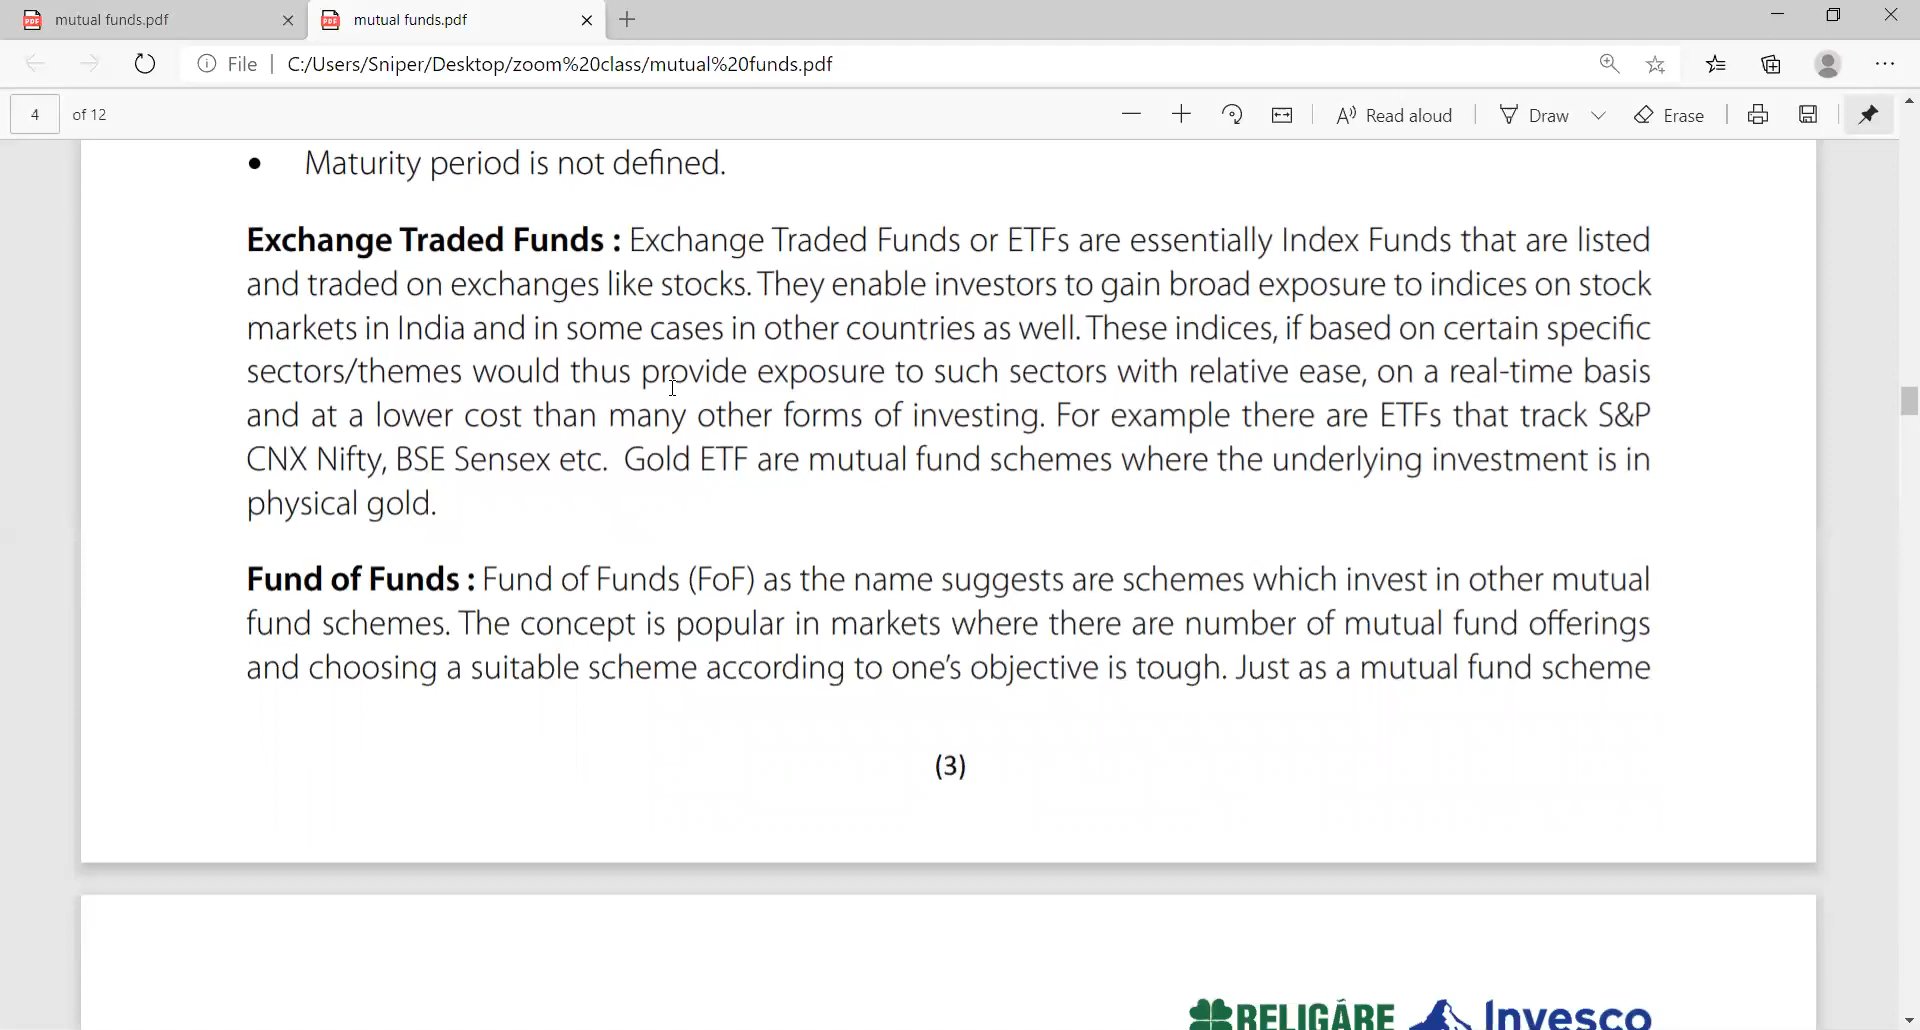 mutual funds.pdf
mutual funds.pdf
File
C:/Users/Sniper/Desktop/zoom%20class/mutual%20funds.pdf
4 of 12
Read aloud
Draw
Erase
• Maturity period is not defined.
Exchange Traded Funds : Exchange Traded Funds or ETFs are essentially Index Funds that are listed
and traded on exchanges like stocks. They enable investors to gain broad exposure to indices on stock
markets in India and in some cases in other countries as well. These indices, if based on certain specific
sectors/themes would thus provide exposure to such sectors with relative ease, on a real-time basis
and at a lower cost than many other forms of investing. For example there are ETFs that track S&P
CNX Nifty, BSE Sensex etc. Gold ETF are mutual fund schemes where the underlying investment is in
physical gold.
Fund of Funds : Fund of Funds (FoF) as the name suggests are schemes which invest in other mutual
fund schemes. The concept is popular in markets where there are number of mutual fund offerings
and choosing a suitable scheme according to one's objective is tough. Just as a mutual fund scheme
(3)
RELIGARE Invesco